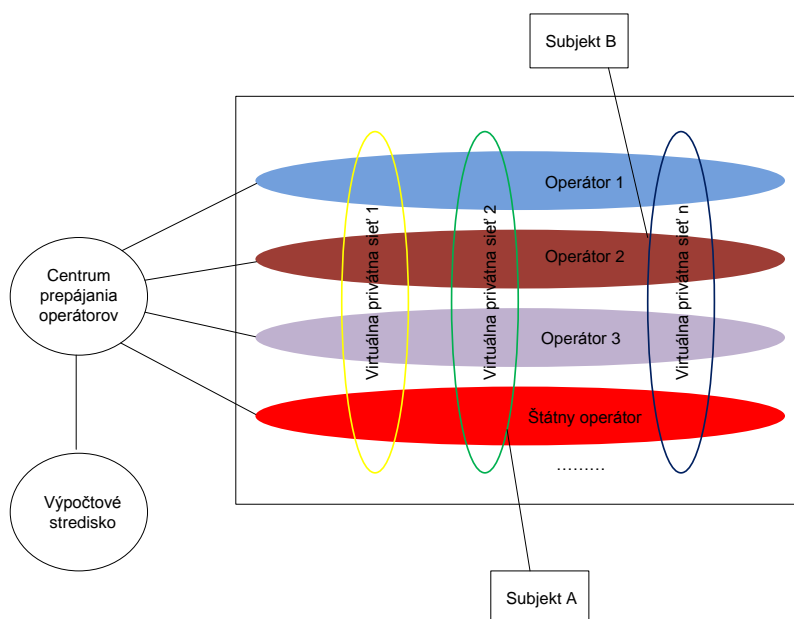 Subjekt B
Operátor 1
Operátor 2
Operátor 3
Štátny operátor
.........
Virtuálna privátna sieť 1
Virtuálna privátna sieť 2
Virtuálna privátna sieť n
Centrum
prepájania
operátorov
Výpočtové
stredisko
Subjekt A